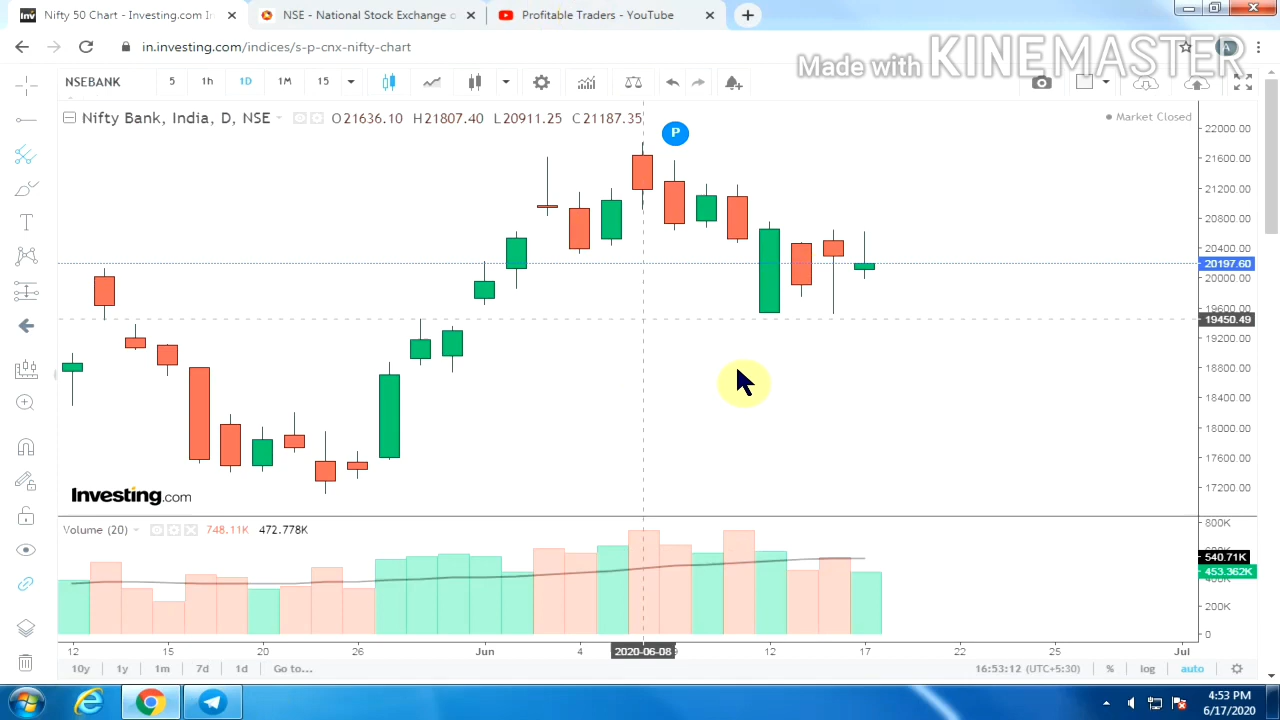 Nifty 50 Chart - Investing.com In
NSE - National Stock Exchange o
Profitable Traders - YouTube
in.investing.com/indices/s-p-cnx-nifty-chart
Made with KINEMASTER
NSEBANK 5 1h 1D 1M 15
Nifty Bank, India, D, NSE O21636.10 H21807.40 L20911.25 C21187.35
P
Market Closed
22000.00
21600.00
21200.00
20800.00
20400.00
20197.60
20000.00
19600.00
19450.49
19200.00
18800.00
18400.00
18000.00
17600.00
17200.00
Investing.com
Volume (20) 748.11K 472.778K
800K
540.71K
453.362K
200K
0
12 15 20 25 Jun 4 2020-06-08 12 17 22 25 Jul
10y 1y 1m 7d 1d Go to... 16:53:12 (UTC+5:30) % log auto
4:53 PM
6/17/2020